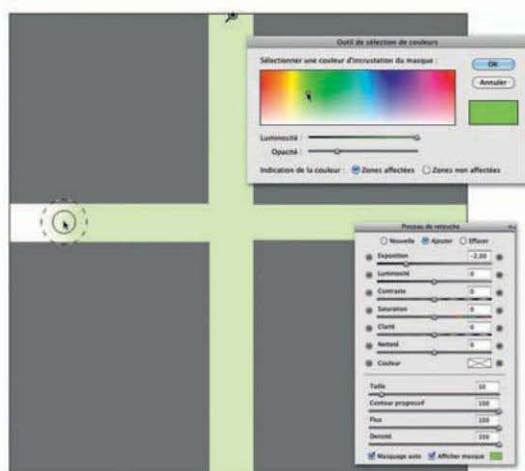 Outil de sélection de couleurs
Sélectionner une couleur d'incrustation du masque :
OK
Annuler
Luminosité :
Opacité :
Indication de la couleur : Zones affectées Zones non affectées
Pinceau de retouche
Nouvelle Ajouter Effacer
Exposition -2,00
Luminosité 0
Contraste 0
Saturation 0
Clarté 0
Netteté 0
Couleur
Taille 10
Contour progressif 100
Flux 100
Densité 100
Masquage auto Afficher masque